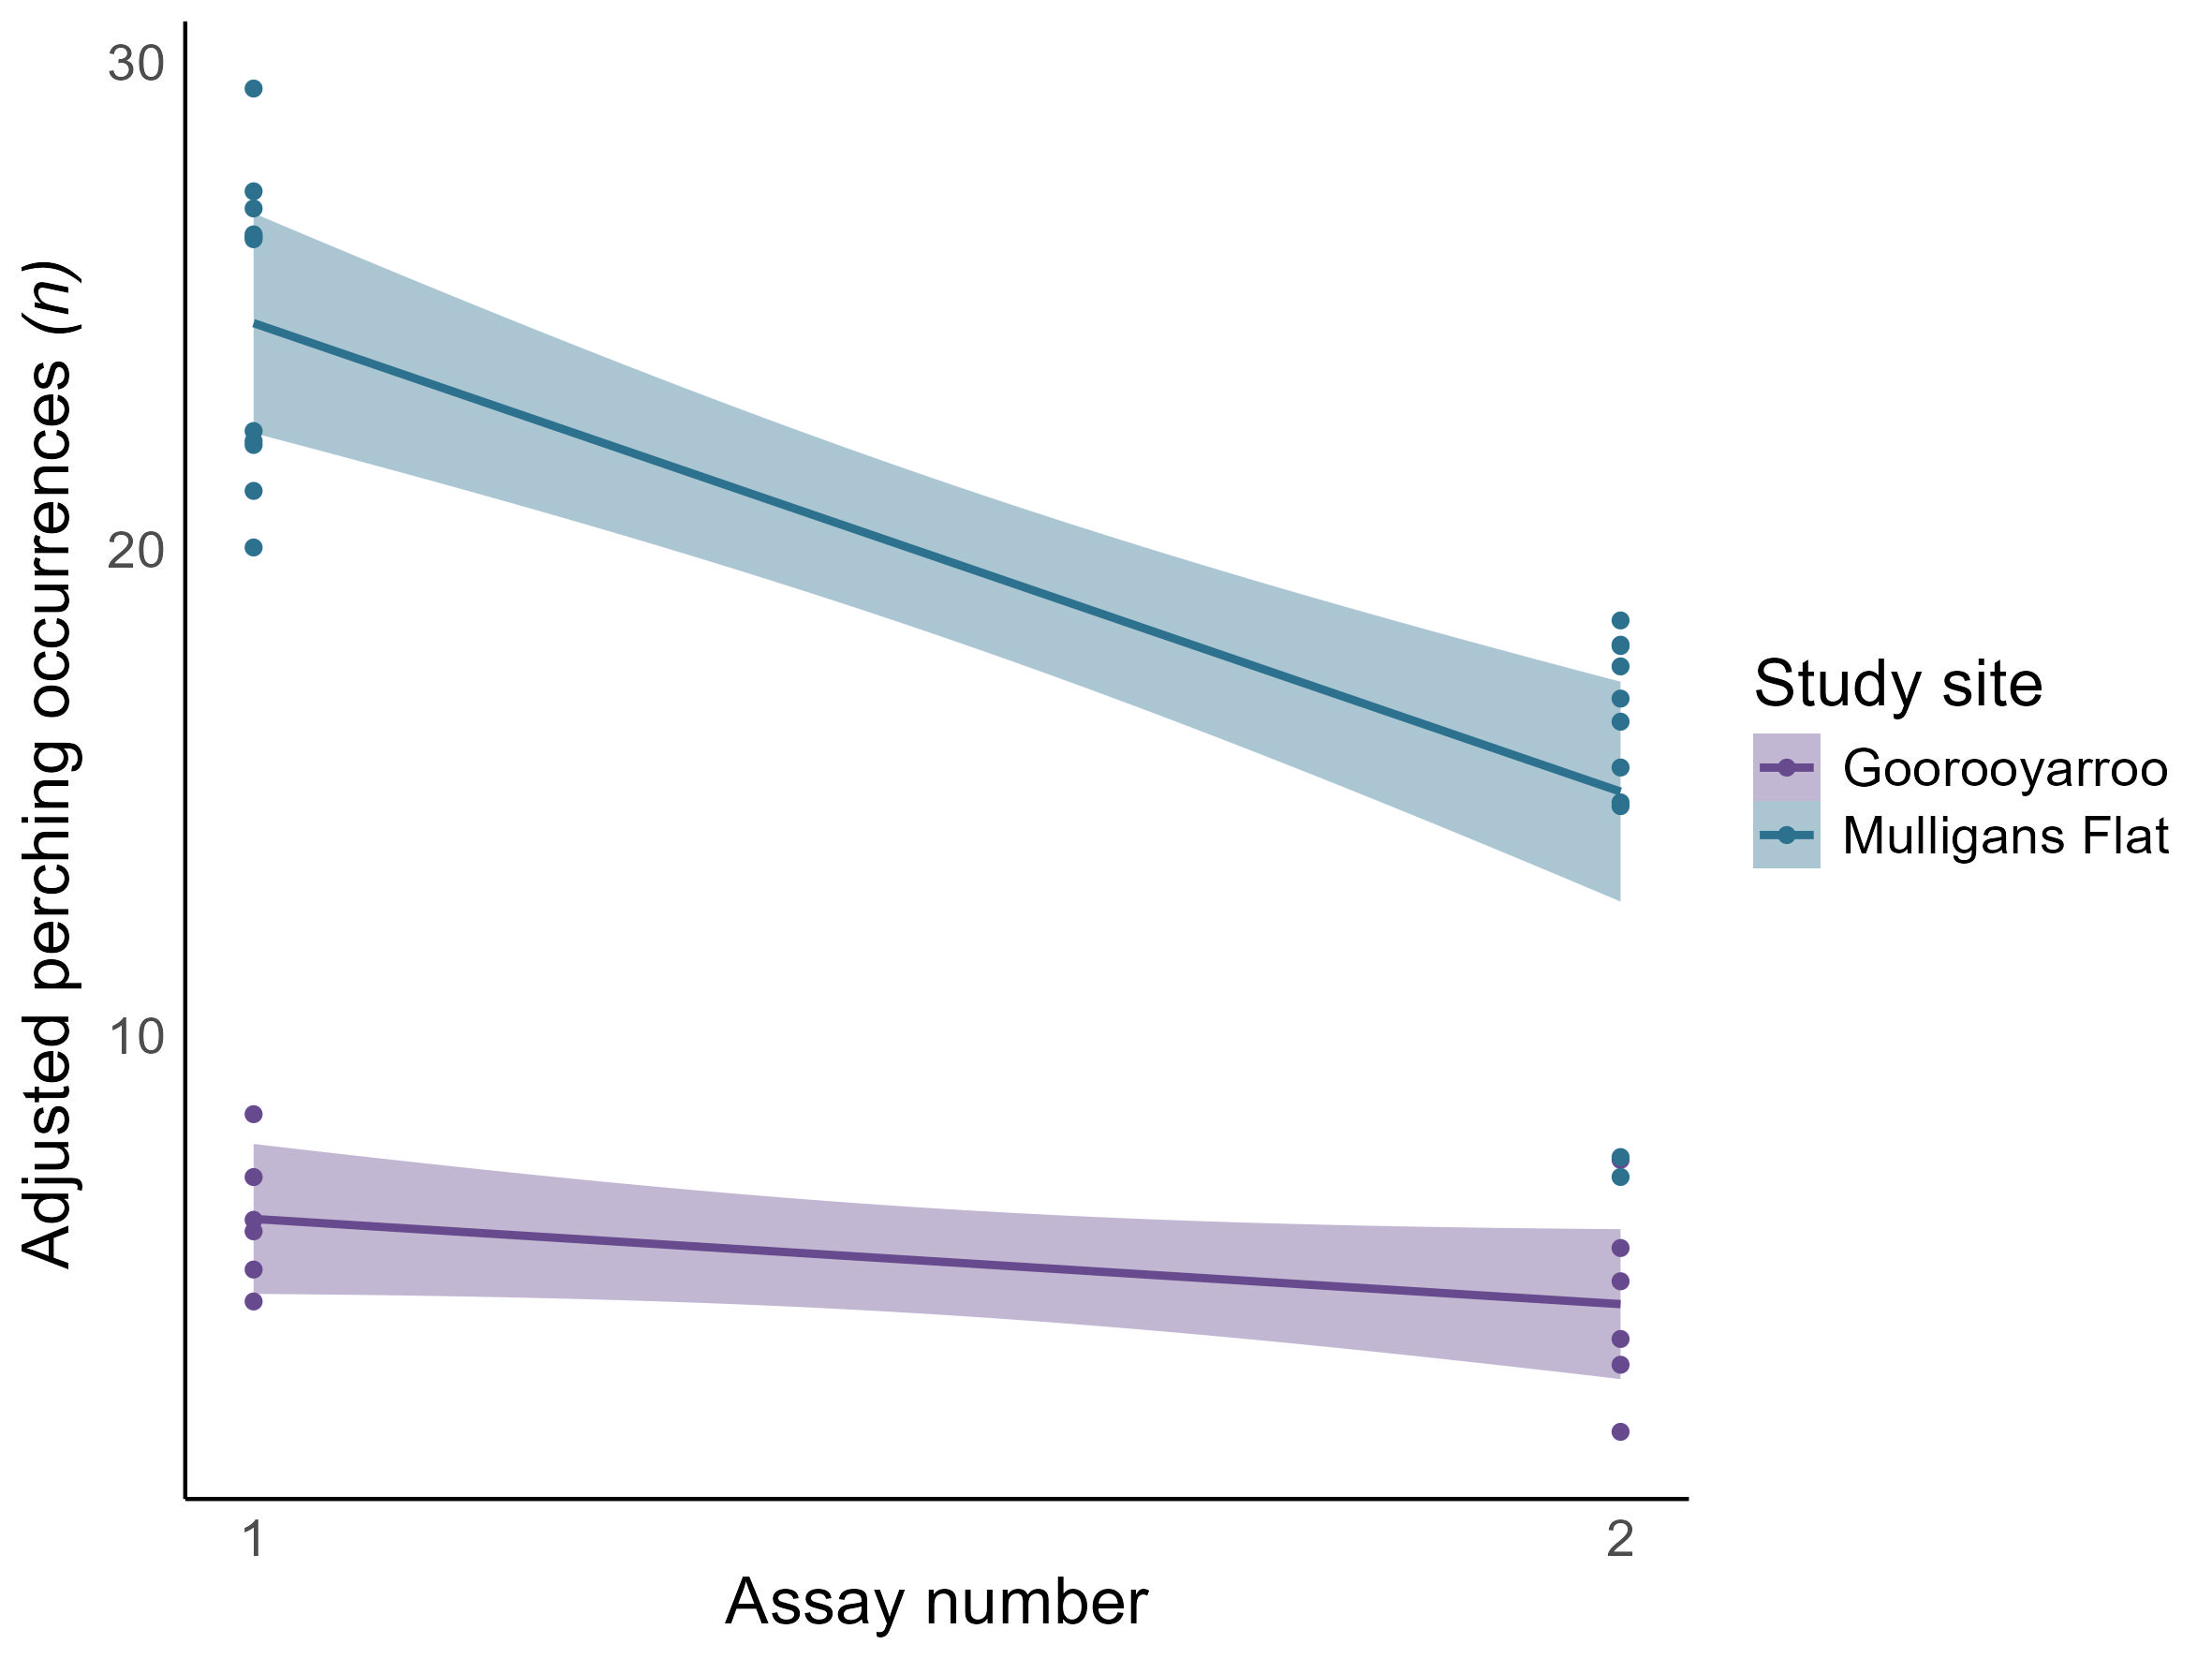 30
20
10
Adjusted perching occurrences (n)
1
2
Assay number
Study site
Goorooyarroo
Mulligans Flat